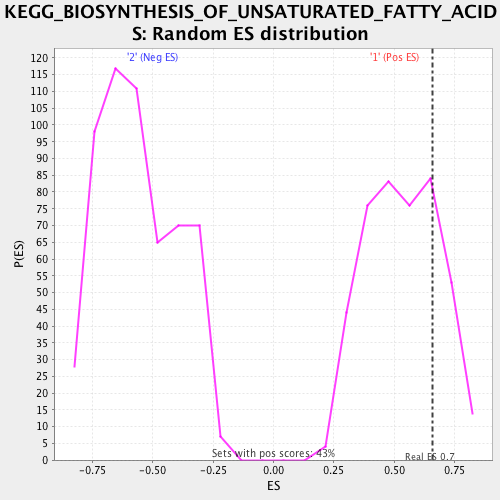 KEGG_BIOSYNTHESIS_OF_UNSATURATED_FATTY_ACID
S: Random ES distribution
'2' (Neg ES)
'1' (Pos ES)
120
115
110
105
100
95
90
85
80
75
70
65
60
55
50
45
40
35
30
25
20
15
10
5
0
P(ES)
Sets with pos scores: 43%
Real ES 0.7
-0.75 -0.50 -0.25 0.00 0.25 0.50 0.75
ES